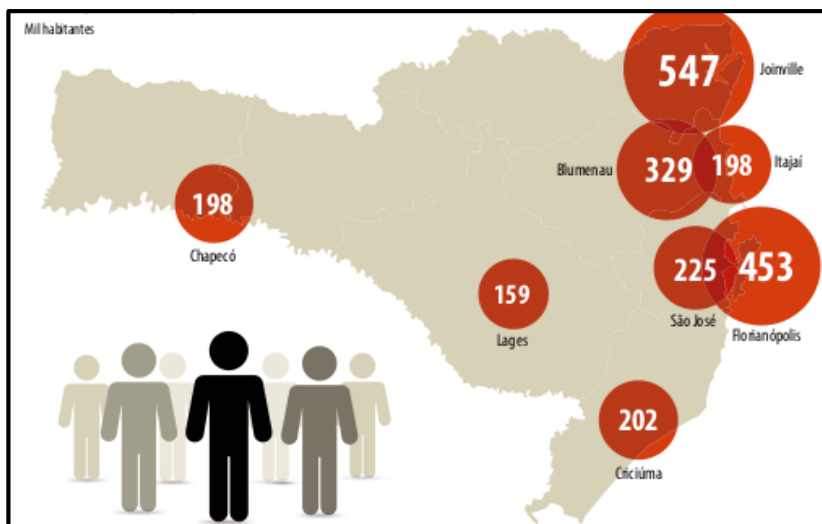 Mil habitantes
547
Joinville
Blumenau
329
198
Itajaí
198
Chapecó
159
Lages
225
São José
453
Florianópolis
202
Criciúma